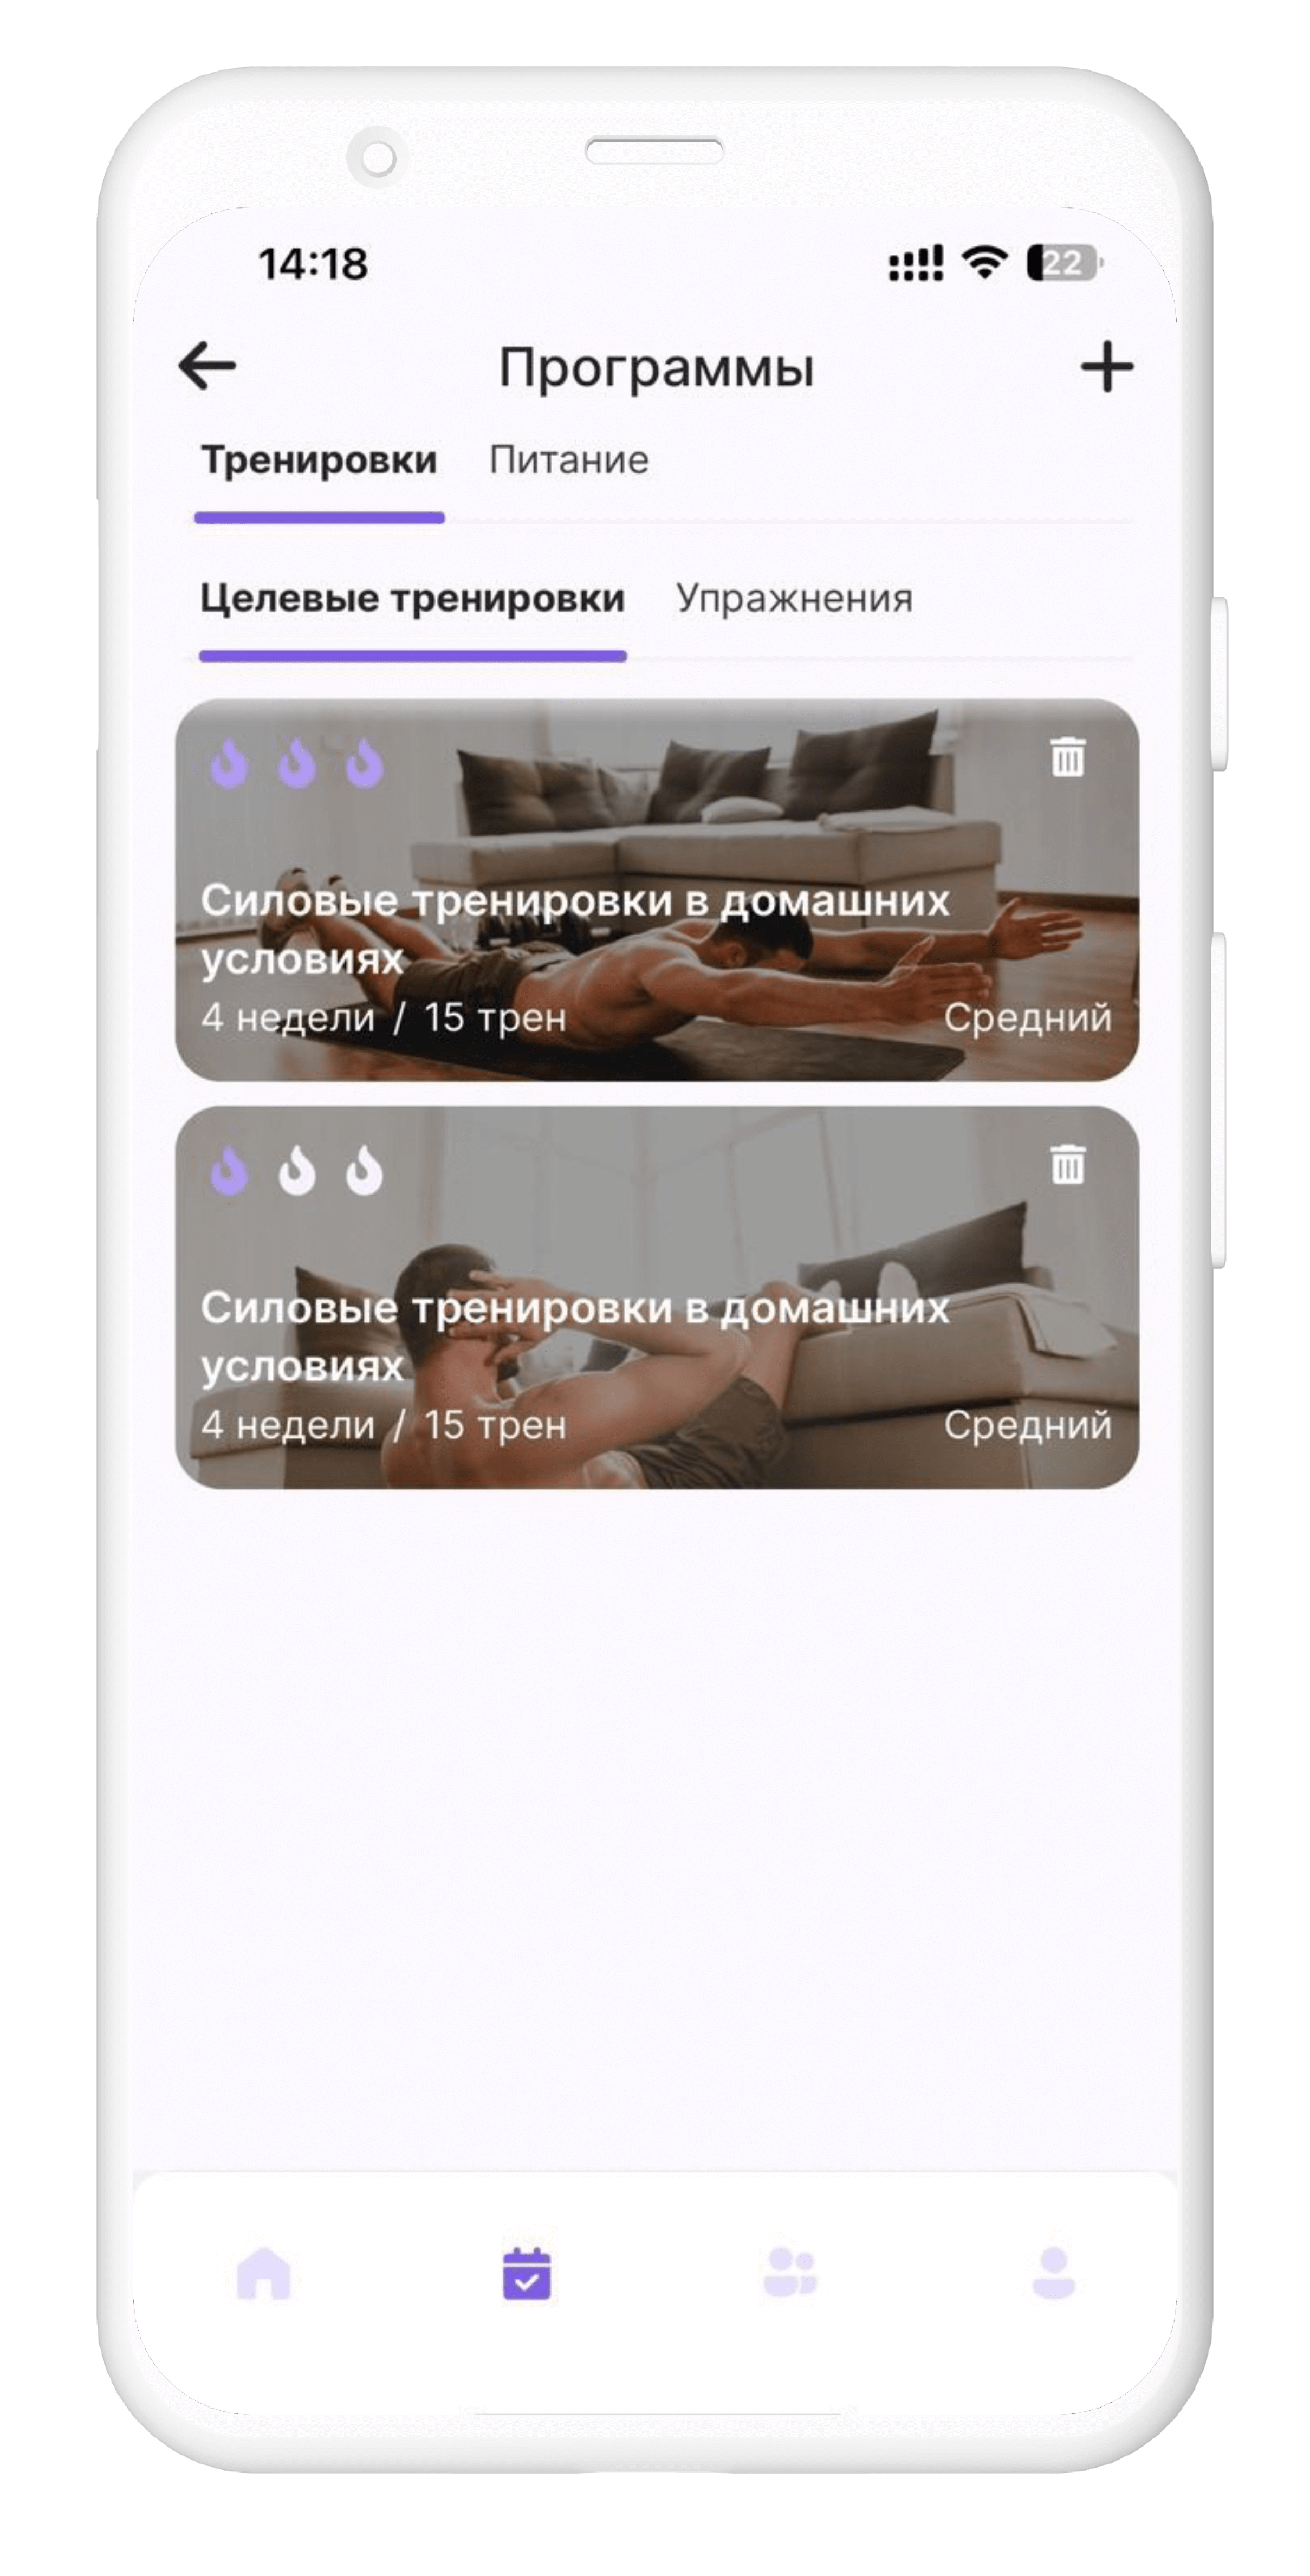 14:18
22
Программы
Тренировки Питание
Целевые тренировки Упражнения
Силовые тренировки в домашних
условиях
4 недели / 15 трен Средний
Силовые тренировки в домашних
условиях
4 недели / 15 трен Средний